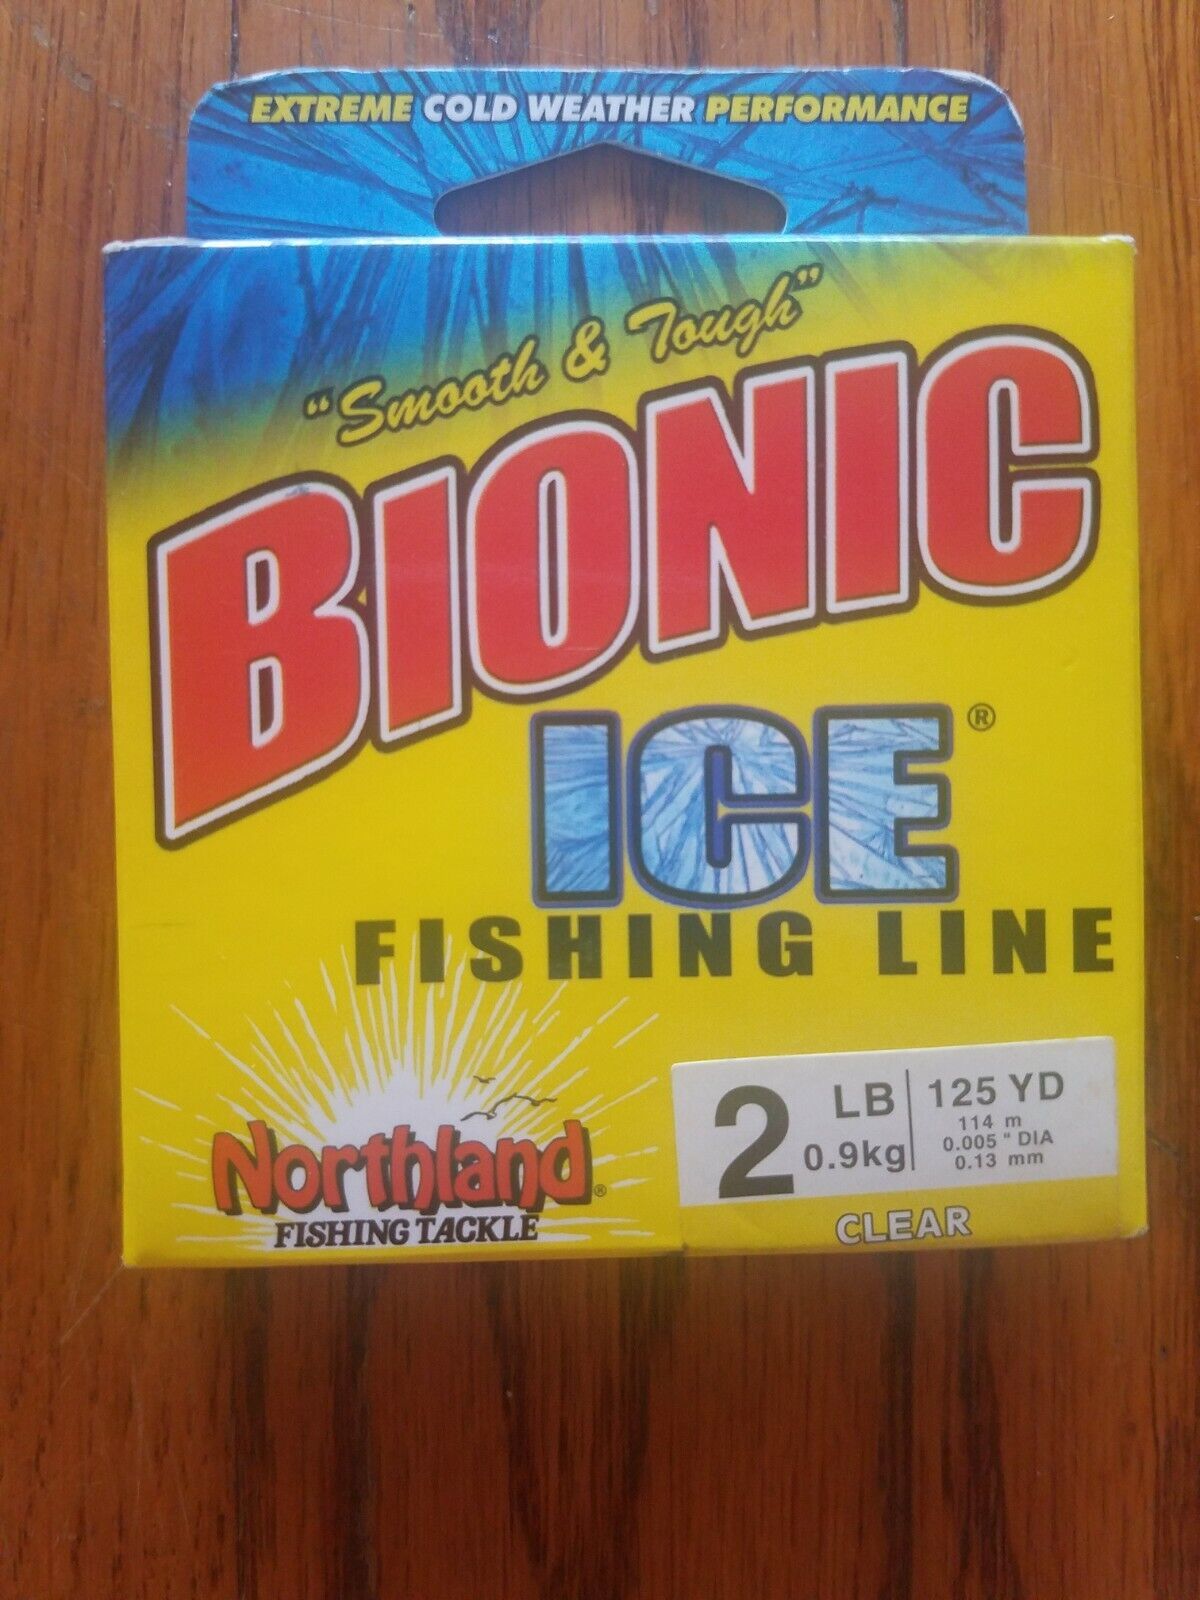 EXTREME COLD WEATHER PERFORMANCE
"Smooth & Tough"
BIONIC
ICE®
FISHING LINE
Northland®
FISHING TACKLE
2 LB
0.9kg
125 YD
114 m
0.005 " DIA
0.13 mm
CLEAR